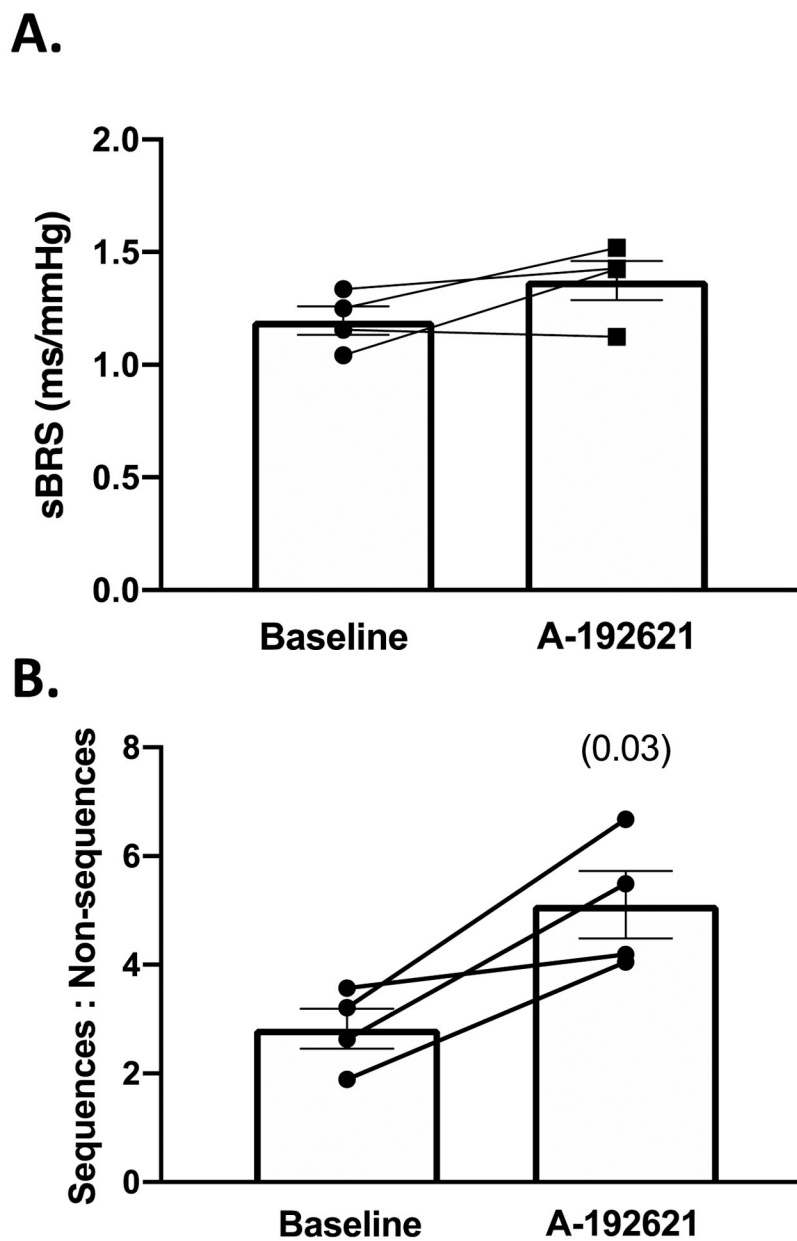 A.
2.0
1.5
1.0
0.5
0.0
sBRS (ms/mmHg)
Baseline A-192621
B.
8
6
4
2
0
Sequences : Non-sequences
(0.03)
Baseline A-192621